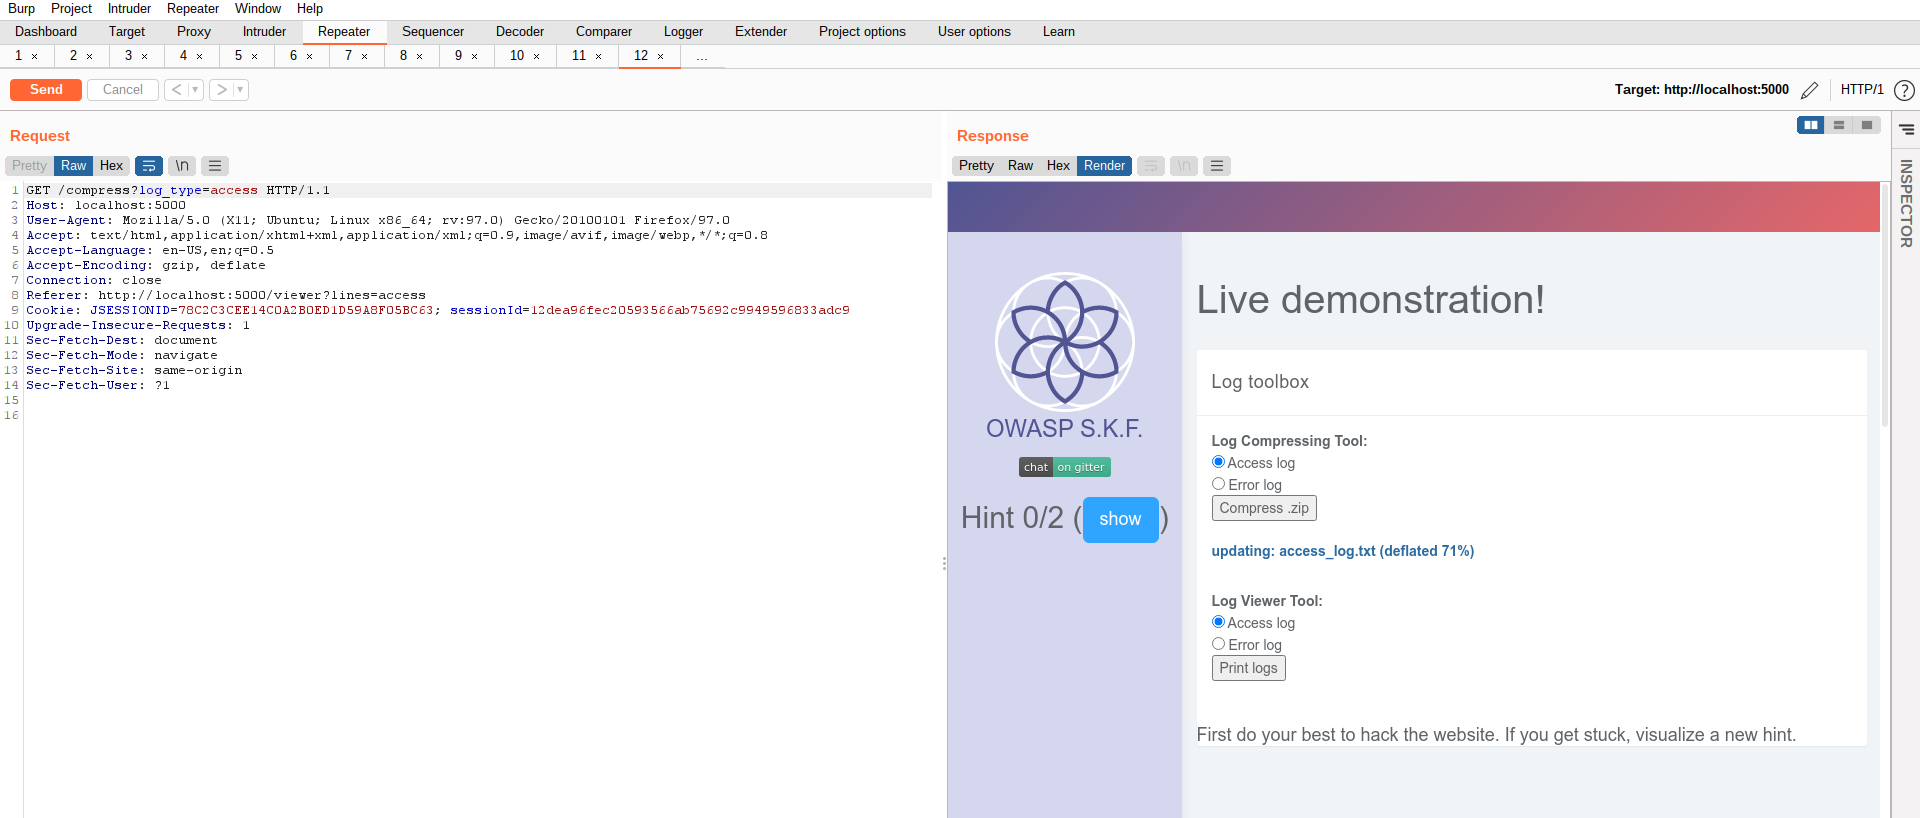 Burp Project Intruder Repeater Window Help
Dashboard Target Proxy Intruder Repeater Sequencer Decoder Comparer Logger Extender Project options User options Learn
1 × 2 × 3 × 4 × 5 × 6 × 7 × 8 × 9 × 10 × 11 × 12 × ...
Send Cancel < > Target: http://localhost:5000 HTTP/1 ?
Request
Pretty Raw Hex \n
1 GET /compress?log_type=access HTTP/1.1
2 Host: localhost:5000
3 User-Agent: Mozilla/5.0 (X11; Ubuntu; Linux x86_64; rv:97.0) Gecko/20100101 Firefox/97.0
4 Accept: text/html,application/xhtml+xml,application/xml;q=0.9,image/avif,image/webp,*/*;q=0.8
5 Accept-Language: en-US,en;q=0.5
6 Accept-Encoding: gzip, deflate
7 Connection: close
8 Referer: http://localhost:5000/viewer?lines=access
9 Cookie: JSESSIONID=78C2C3CEE14C0A2B0ED1D59A8F05BC63; sessionId=12dea96fec20593566ab75692c9949596833adc9
10 Upgrade-Insecure-Requests: 1
11 Sec-Fetch-Dest: document
12 Sec-Fetch-Mode: navigate
13 Sec-Fetch-Site: same-origin
14 Sec-Fetch-User: ?1
15
16
Response
Pretty Raw Hex Render \n
INSPECTOR
OWASP S.K.F.
chat on gitter
Hint 0/2 (show)
Live demonstration!
Log toolbox
Log Compressing Tool:
Access log
Error log
Compress .zip
updating: access_log.txt (deflated 71%)
Log Viewer Tool:
Access log
Error log
Print logs
First do your best to hack the website. If you get stuck, visualize a new hint.